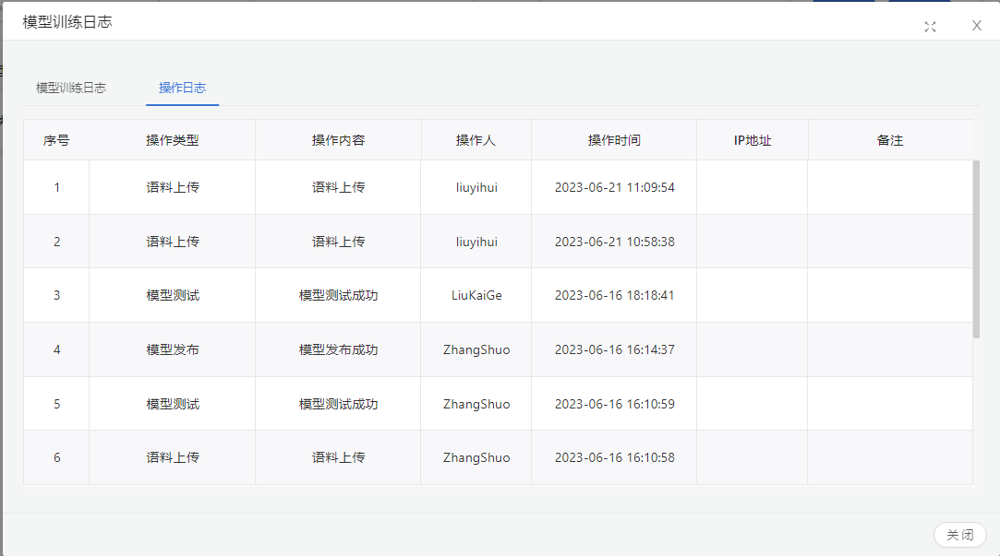 模型训练日志
X
模型训练日志 操作日志
序号 操作类型 操作内容 操作人 操作时间 IP地址 备注
1 语料上传 语料上传 liuyihui 2023-06-21 11:09:54
2 语料上传 语料上传 liuyihui 2023-06-21 10:58:38
3 模型测试 模型测试成功 LiuKaiGe 2023-06-16 18:18:41
4 模型发布 模型发布成功 ZhangShuo 2023-06-16 16:14:37
5 模型测试 模型测试成功 ZhangShuo 2023-06-16 16:10:59
6 语料上传 语料上传 ZhangShuo 2023-06-16 16:10:58
关闭